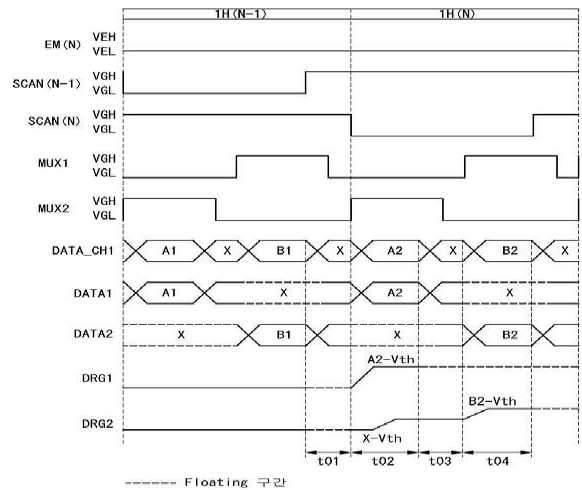 1H(N-1) 1H(N)
EM(N) VEH
VEL
SCAN(N-1) VGH
VGL
SCAN(N) VGH
VGL
MUX1 VGH
VGL
MUX2 VGH
VGL
DATA_CH1 A1 X B1 X A2 X B2 X
DATA1 A1 X A2 X
DATA2 X B1 X B2
DRG1 A2-Vth
DRG2 X-Vth B2-Vth
t01 t02 t03 t04
Floating 구간